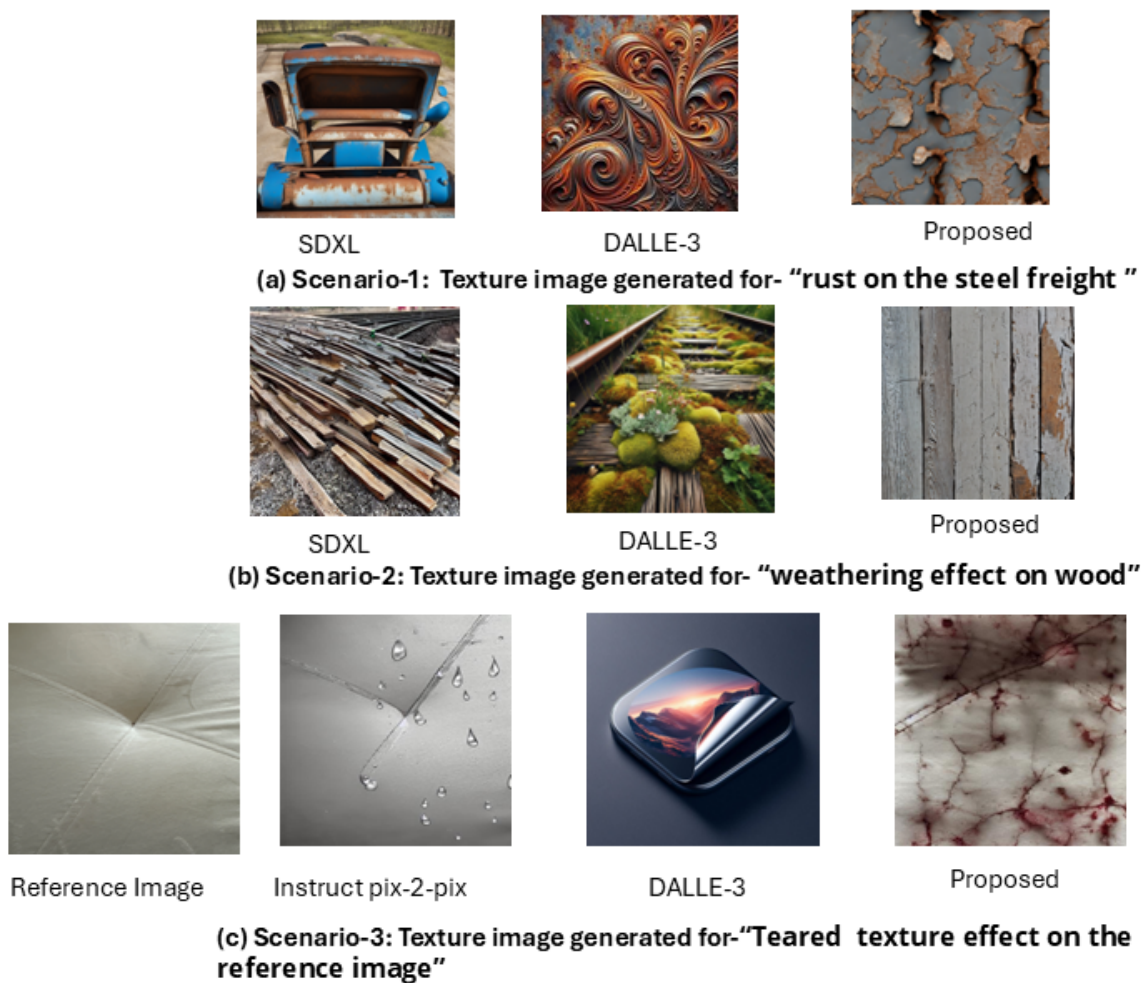 SDXL
DALLE-3
Proposed
(a) Scenario-1: Texture image generated for- “rust on the steel freight ”
SDXL
DALLE-3
Proposed
(b) Scenario-2: Texture image generated for- “weathering effect on wood”
Reference Image
Instruct pix-2-pix
DALLE-3
Proposed
(c) Scenario-3: Texture image generated for-“Teared texture effect on the
reference image”